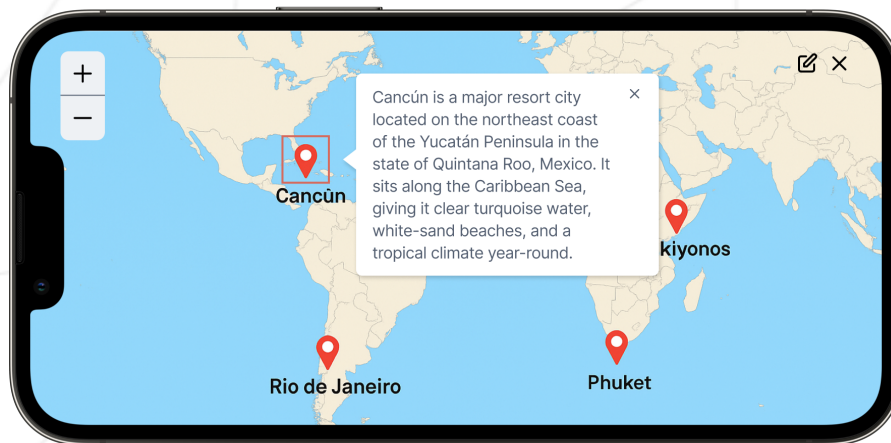 Cancún is a major resort city
located on the northeast coast
of the Yucatán Peninsula in the
state of Quintana Roo, Mexico. It
sits along the Caribbean Sea,
giving it clear turquoise water,
white-sand beaches, and a
tropical climate year-round.
Cancùn
kiyonos
Rio de Janeiro
Phuket